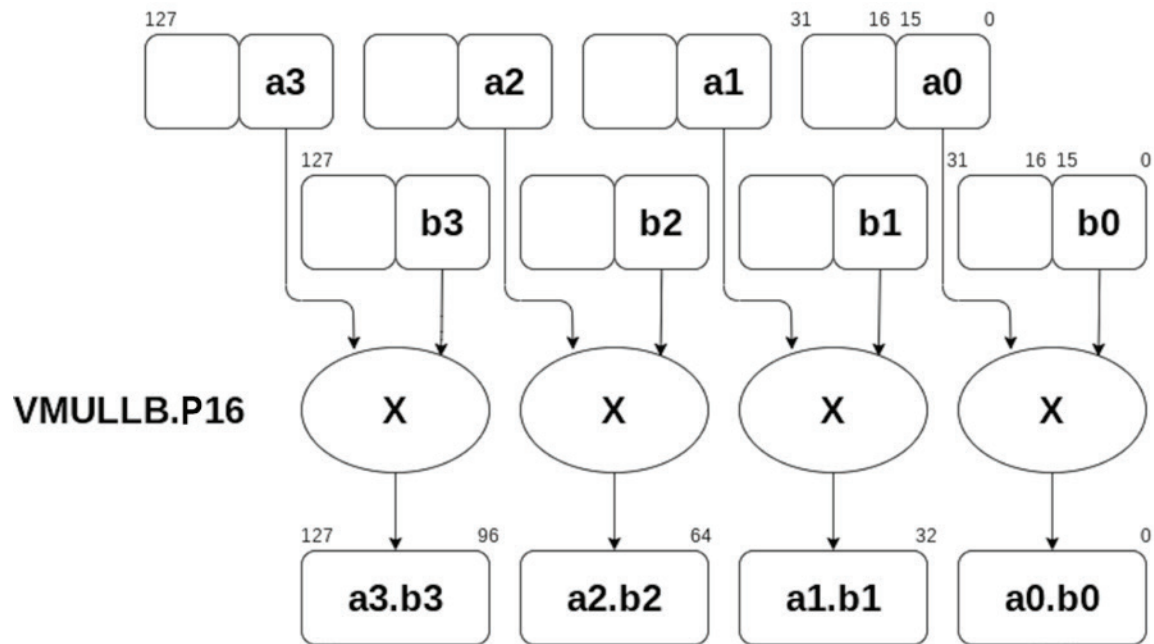 127 31 16 15 0
a3 a2 a1 a0
127 31 16 15 0
b3 b2 b1 b0
VMULLB.P16 X X X X
127 96 64 32 0
a3.b3 a2.b2 a1.b1 a0.b0